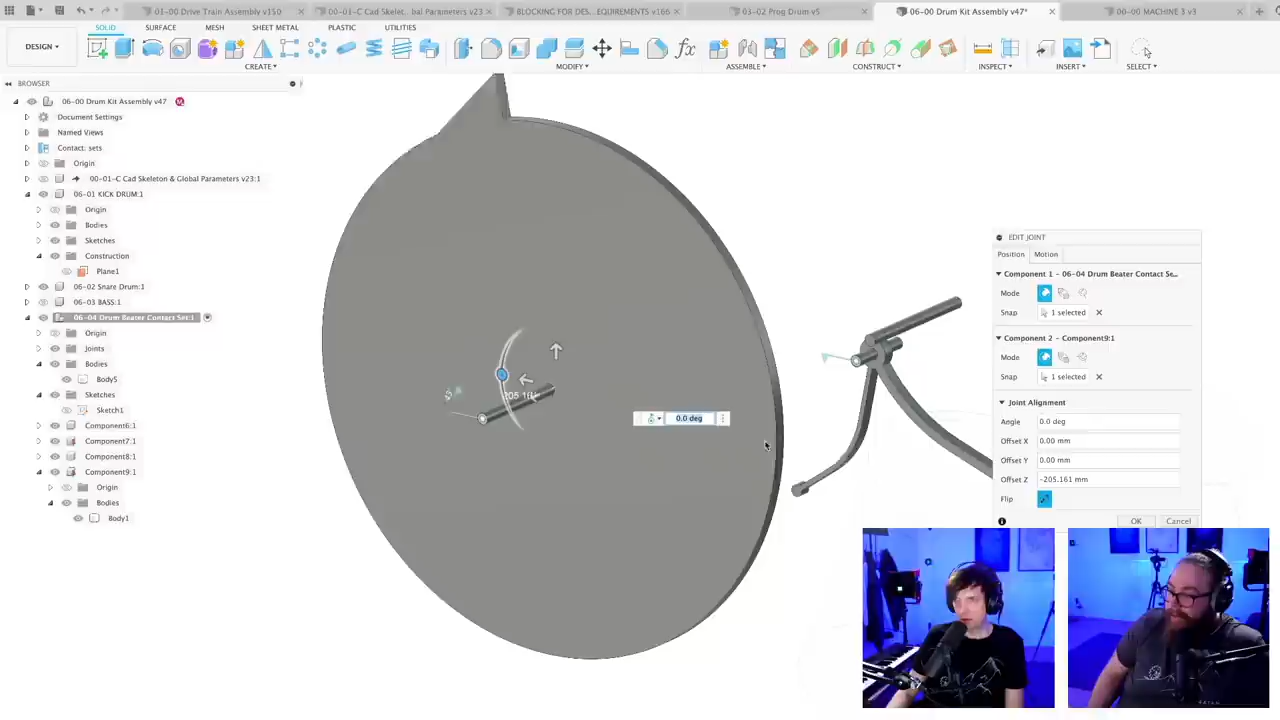 01-00 Drive Train Assembly v150
00-01-C Cad Skelet...bal Parameters v23
BLOCKING FOR DES...EQUIREMENTS v166
03-02 Prog Drum v5
06-00 Drum Kit Assembly v47*
00-00 MACHINE 3 v3
SOLID
SURFACE
MESH
SHEET METAL
PLASTIC
UTILITIES
DESIGN
CREATE
MODIFY
ASSEMBLE
CONSTRUCT
INSPECT
INSERT
SELECT
BROWSER
06-00 Drum Kit Assembly v47
Document Settings
Named Views
Contact: sets
Origin
00-01-C Cad Skeleton & Global Parameters v23:1
06-01 KICK DRUM:1
Origin
Bodies
Sketches
Construction
Plane1
06-02 Snare Drum:1
06-03 BASS:1
06-04 Drum Beater Contact Set:1
Origin
Joints
Bodies
Body5
Sketches
Sketch1
Component6:1
Component7:1
Component8:1
Component9:1
Origin
Bodies
Body1
0.0 deg
EDIT JOINT
Position
Motion
Component 1 - 06-04 Drum Beater Contact Se...
Mode
Snap
1 selected
Component 2 - Component9:1
Mode
Snap
1 selected
Joint Alignment
Angle
0.0 deg
Offset X
0.00 mm
Offset Y
0.00 mm
Offset Z
-205.161 mm
Flip
OK
Cancel